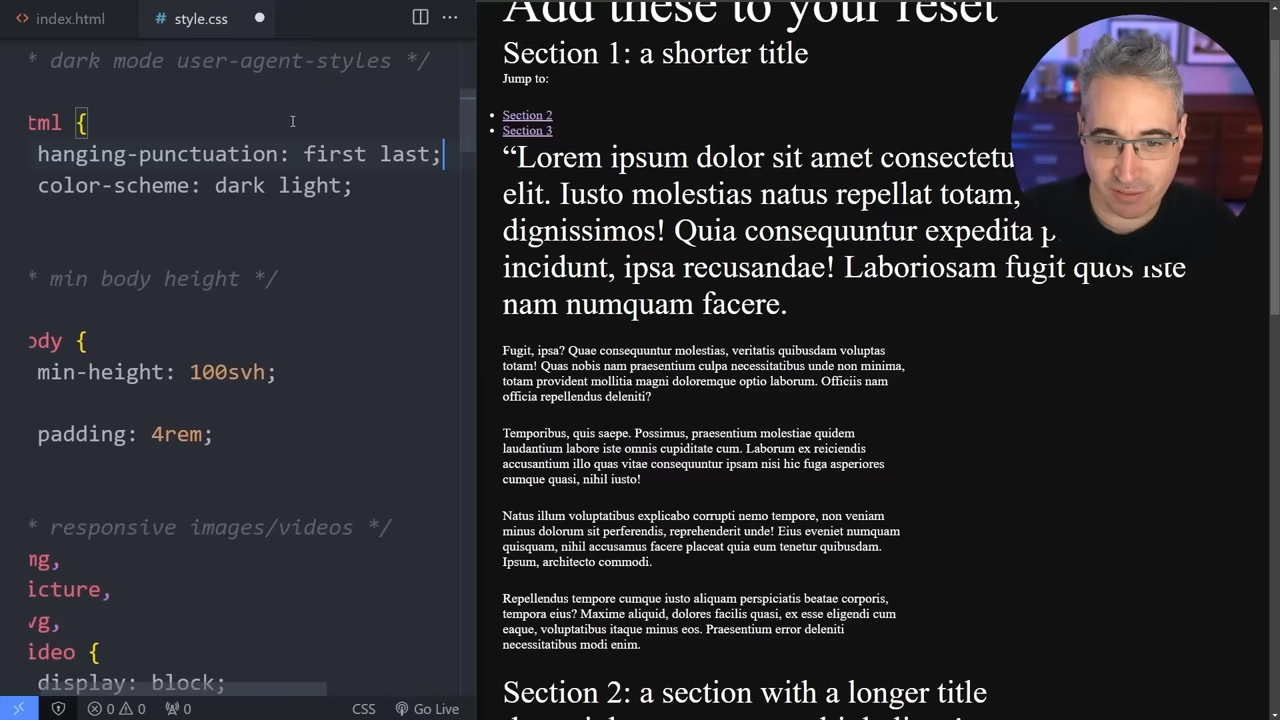 index.html
# style.css
* dark mode user-agent-styles */
tml {
hanging-punctuation: first last;
color-scheme: dark light;
* min body height */
ody {
min-height: 100svh;
padding: 4rem;
* responsive images/videos */
mg,
icture,
vg,
ideo {
display: block;
0 0 0
CSS
Go Live
Add these to your reset
Section 1: a shorter title
Jump to:
Section 2
Section 3
“Lorem ipsum dolor sit amet consectetu
elit. Iusto molestias natus repellat totam,
dignissimos! Quia consequuntur expedita p
incidunt, ipsa recusandae! Laboriosam fugit quos iste
nam numquam facere.
Fugit, ipsa? Quae consequuntur molestias, veritatis quibusdam voluptas
totam! Quas nobis nam praesentium culpa necessitatibus unde non minima,
totam provident mollitia magni doloremque optio laborum. Officiis nam
officia repellendus deleniti?
Temporibus, quis saepe. Possimus, praesentium molestiae quidem
laudantium labore iste omnis cupiditate cum. Laborum ex reiciendis
accusantium illo quas vitae consequuntur ipsam nisi hic fuga asperiores
cumque quasi, nihil iusto!
Natus illum voluptatibus explicabo corrupti nemo tempore, non veniam
minus dolorum sit perferendis, reprehenderit unde! Eius eveniet numquam
quisquam, nihil accusamus facere placeat quia eum tenetur quibusdam.
Ipsum, architecto commodi.
Repellendus tempore cumque iusto aliquam perspiciatis beatae corporis,
tempora eius? Maxime aliquid, dolores facilis quasi, ex esse eligendi cum
eaque, voluptatibus itaque minus eos. Praesentium error deleniti
necessitatibus modi enim.
Section 2: a section with a longer title